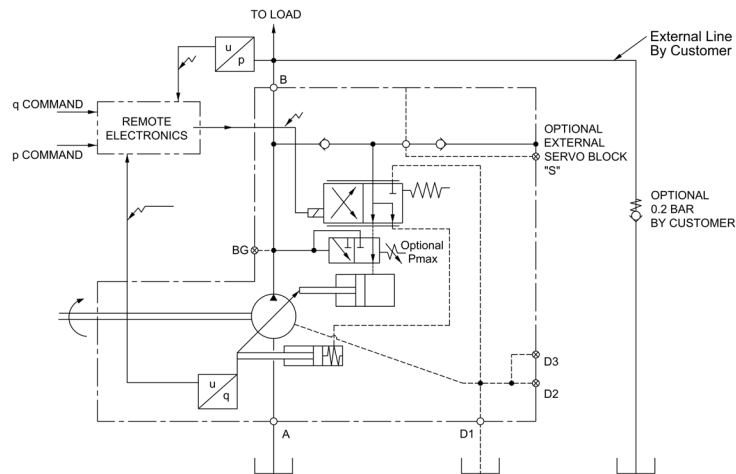 TO LOAD
u
p
External Line
By Customer
B
q COMMAND
p COMMAND
REMOTE
ELECTRONICS
OPTIONAL
EXTERNAL
SERVO BLOCK
"S"
OPTIONAL
0.2 BAR
BY CUSTOMER
BG
Optional
Pmax
D3
D2
u
q
A
D1